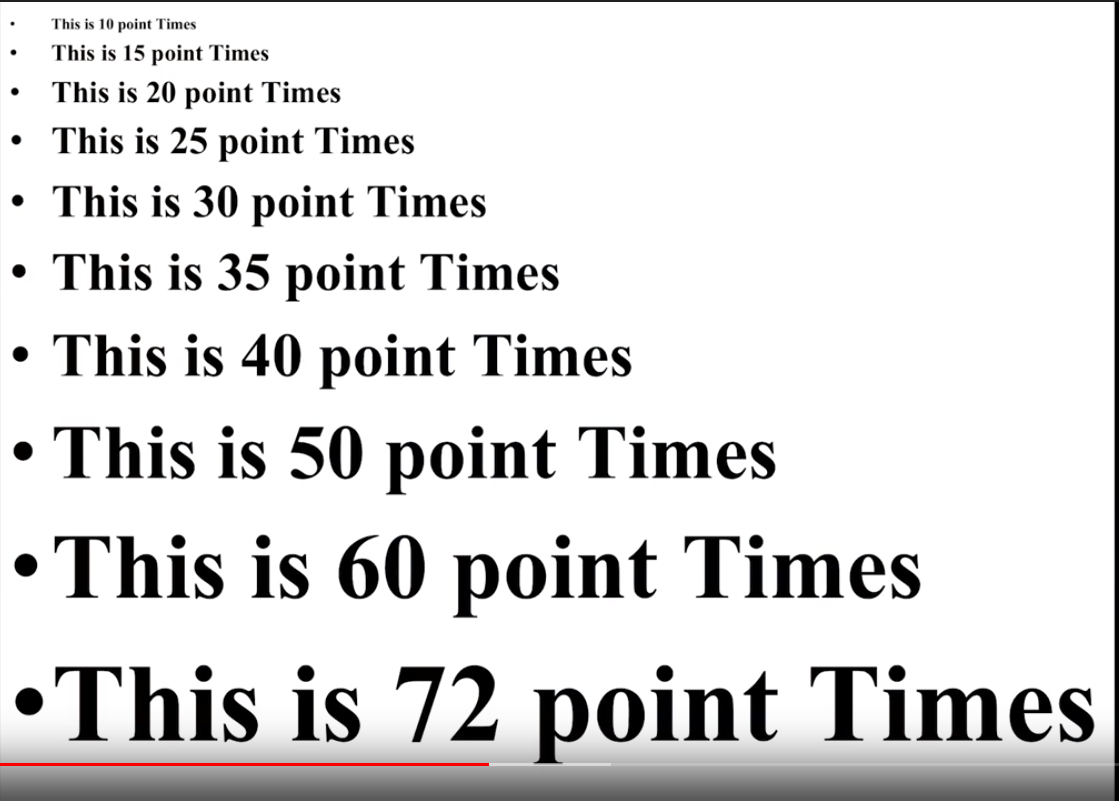 • This is 10 point Times
• This is 15 point Times
• This is 20 point Times
• This is 25 point Times
• This is 30 point Times
• This is 35 point Times
• This is 40 point Times
• This is 50 point Times
• This is 60 point Times
• This is 72 point Times